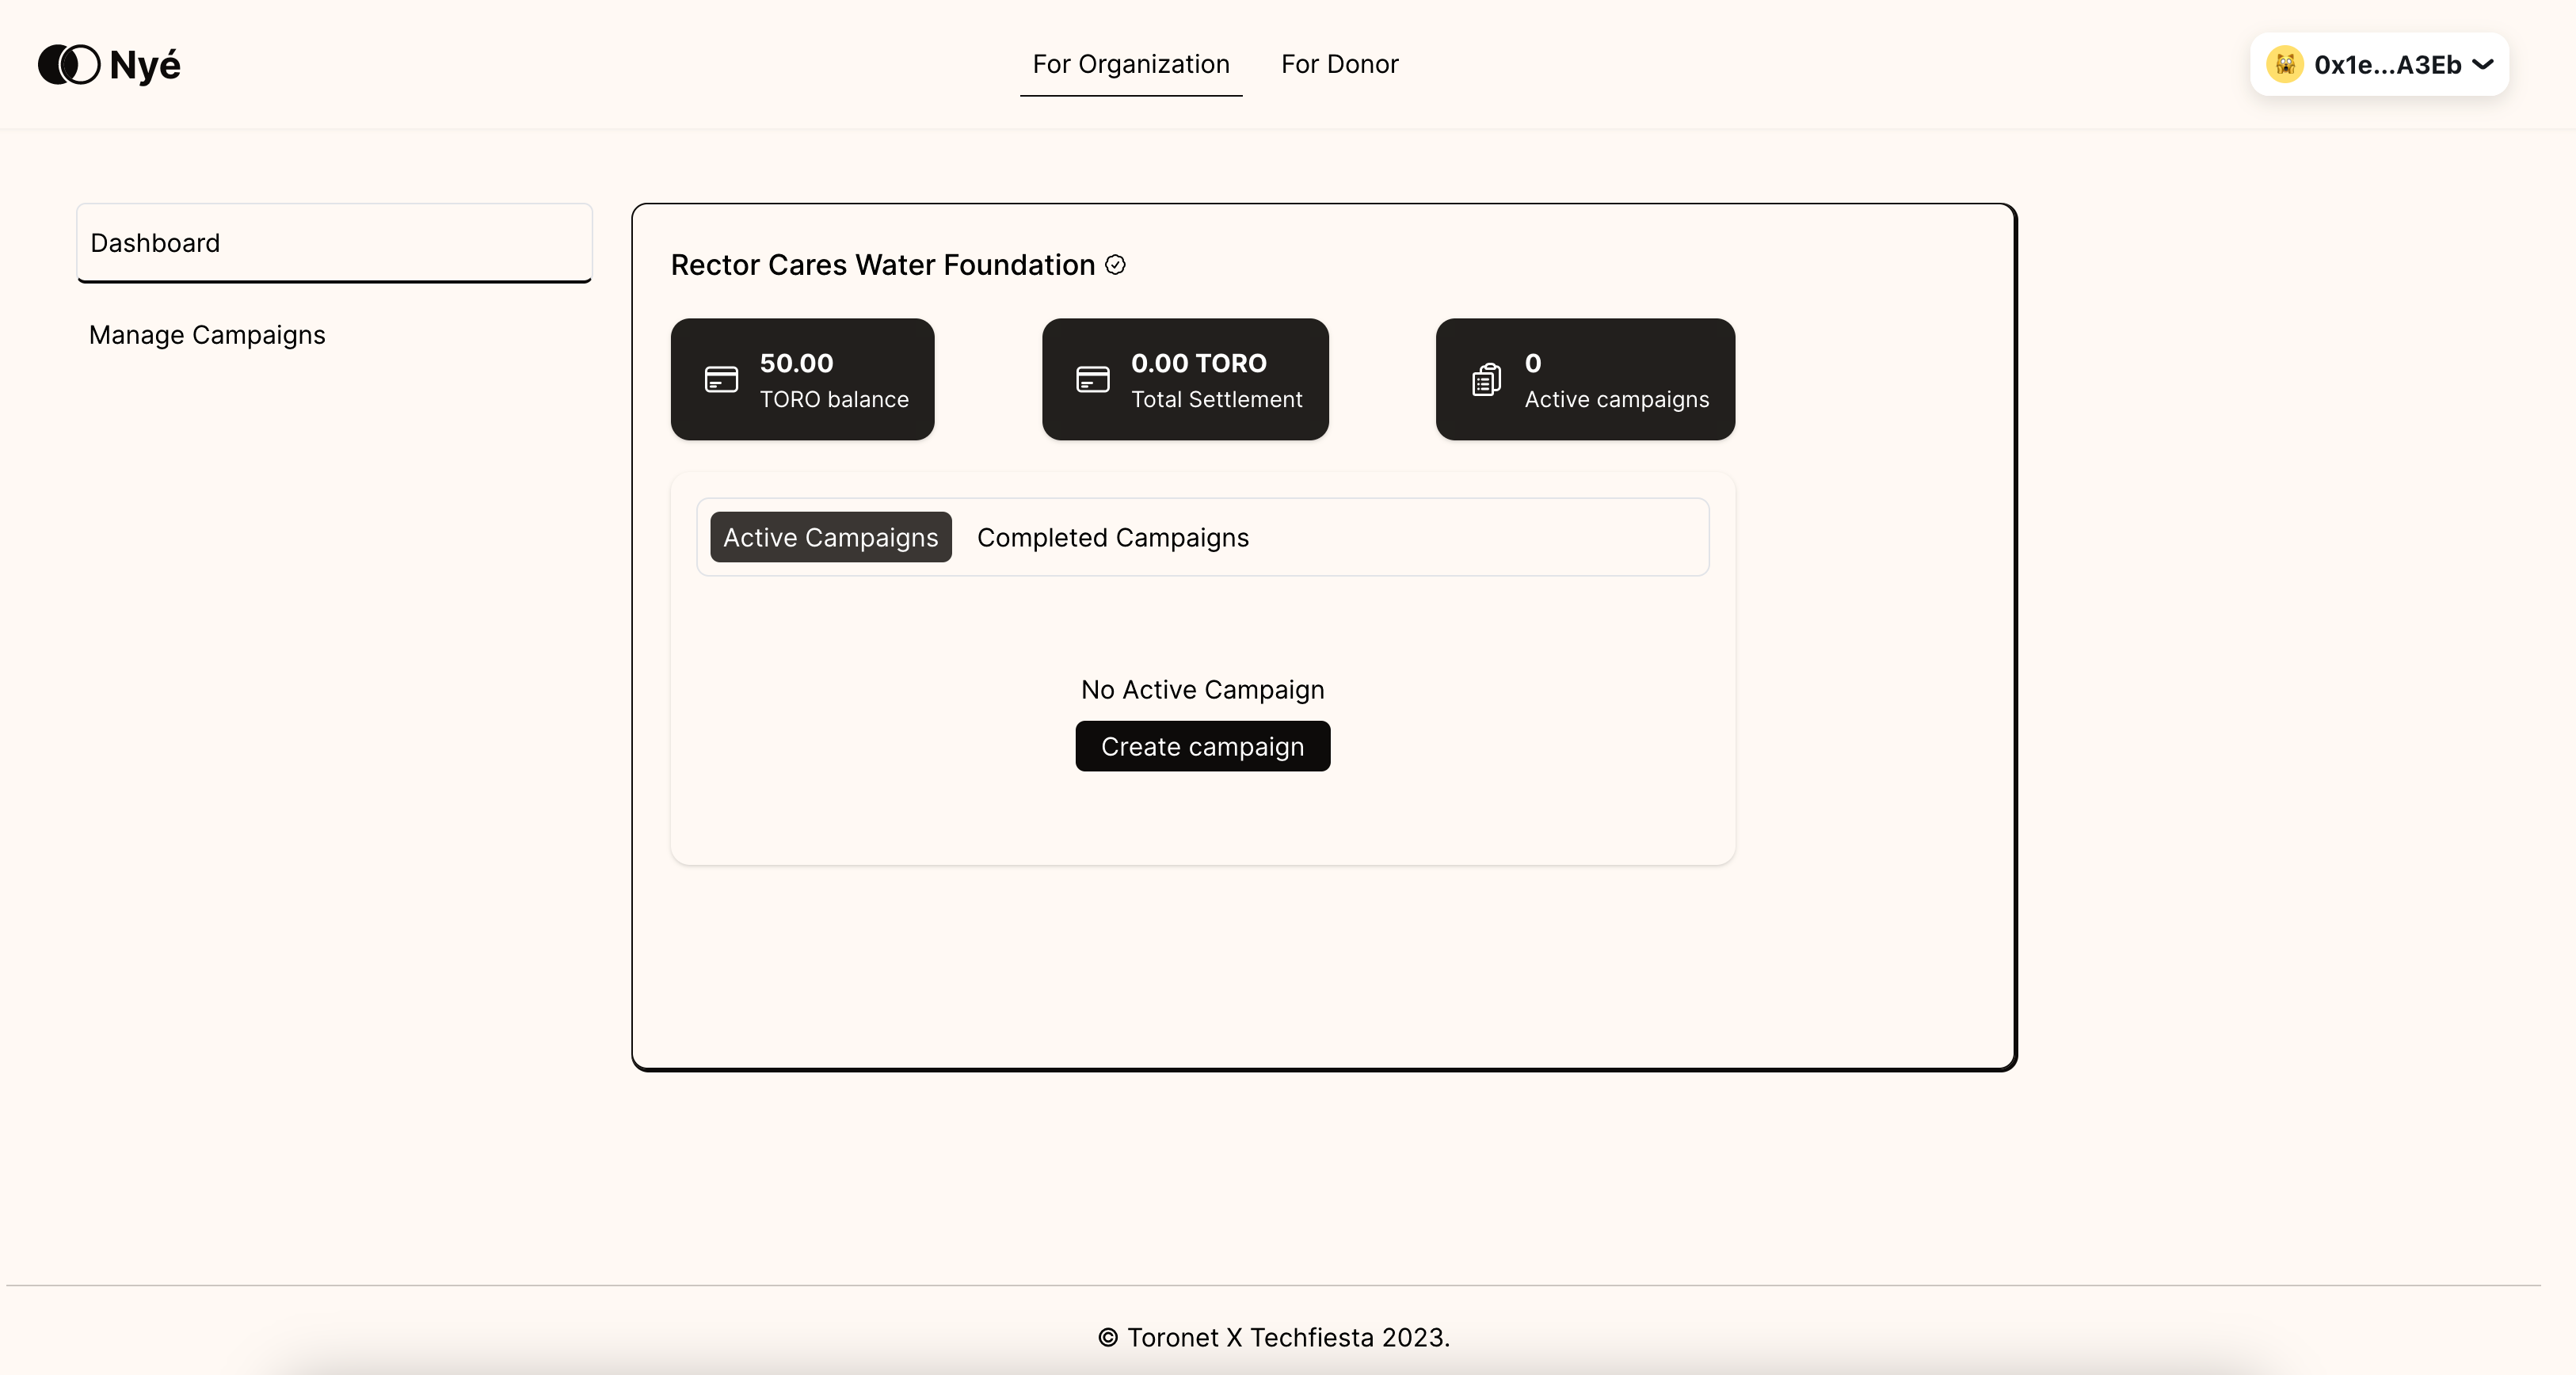 Nyé
For Organization
For Donor
0x1e...A3Eb
Dashboard
Manage Campaigns
Rector Cares Water Foundation
50.00
TORO balance
0.00 TORO
Total Settlement
0
Active campaigns
Active Campaigns
Completed Campaigns
No Active Campaign
Create campaign
© Toronet X Techfiesta 2023.